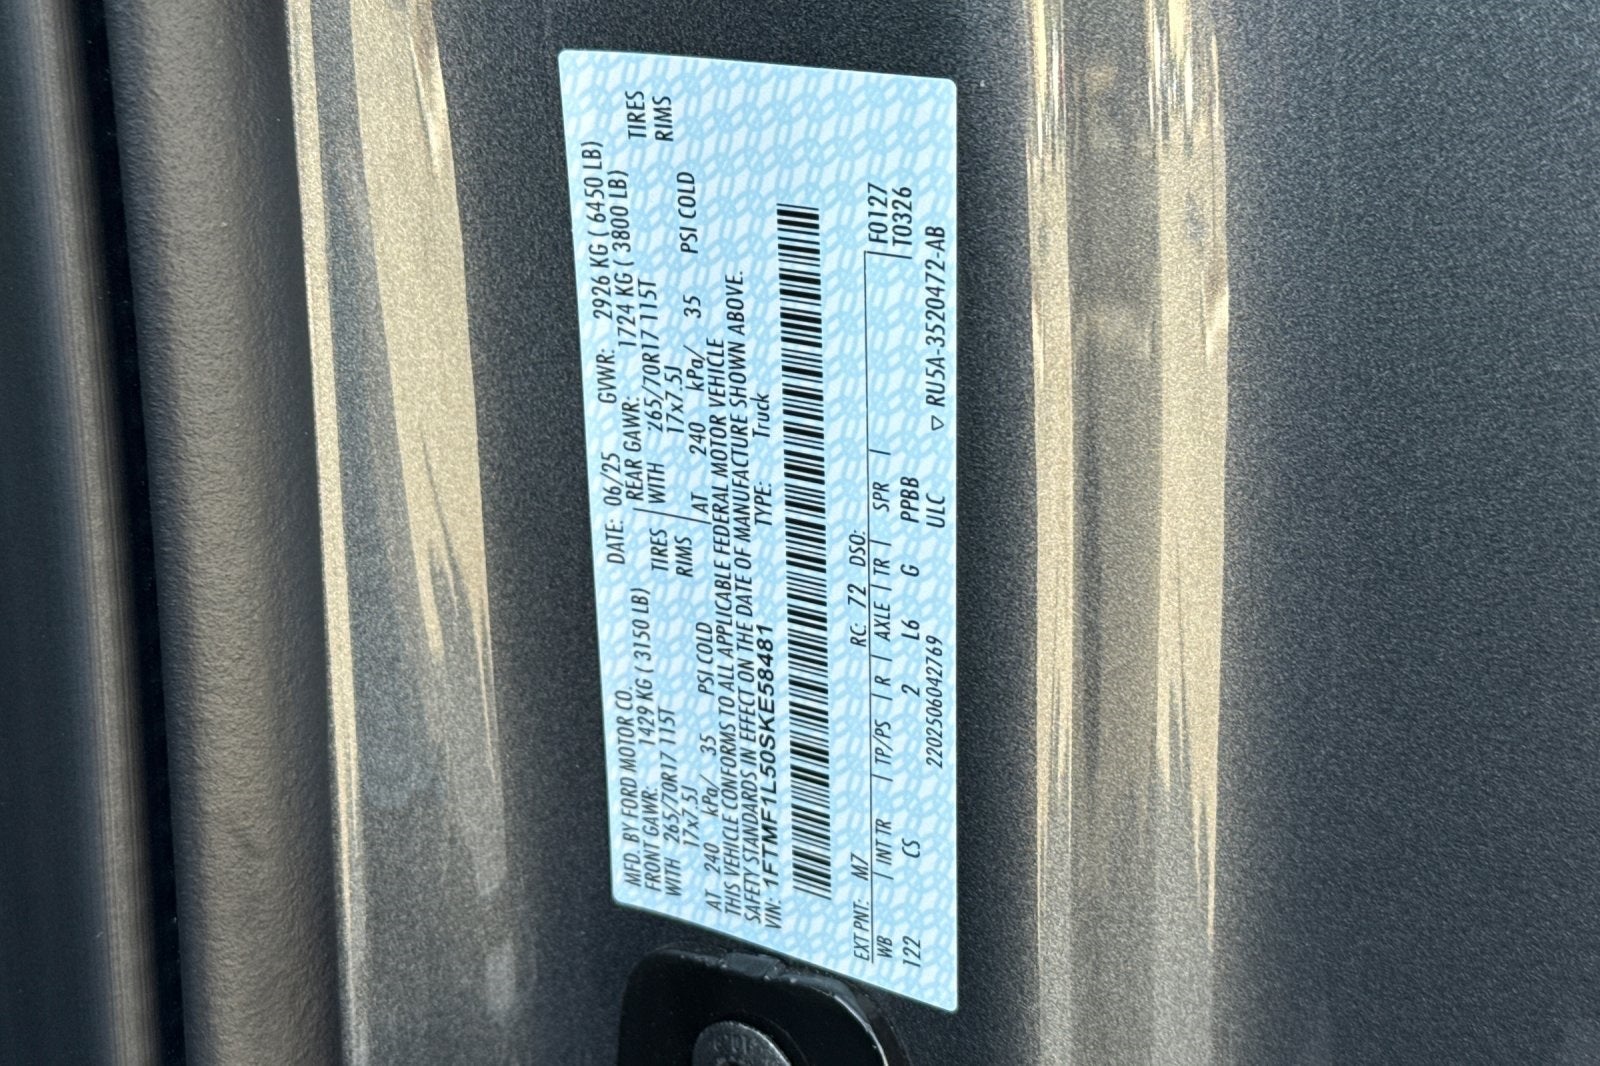 MFD. BY FORD MOTOR CO.
DATE: 06/25 GVWR: 2926 KG ( 6450 LB)
FRONT GAWR: 1429 KG ( 3150 LB) REAR GAWR: 1724 KG ( 3800 LB)
WITH 265/70R17 115T TIRES WITH 265/70R17 115T TIRES
17x7.5J RIMS 17x7.5J RIMS
AT 240 kPa/ 35 PSI COLD AT 240 kPa/ 35 PSI COLD
THIS VEHICLE CONFORMS TO ALL APPLICABLE FEDERAL MOTOR VEHICLE
SAFETY STANDARDS IN EFFECT ON THE DATE OF MANUFACTURE SHOWN ABOVE.
VIN: 1FTMF1L50SKE58481 TYPE: Truck
EXT PNT: MZ RC: 72 DSO: F0127
WB INT TR TP/PS R AXLE TR SPR T0326
122 CS 2 L6 G PPBB
220250604276​9 ULC ▽ RU5A-3520472-AB